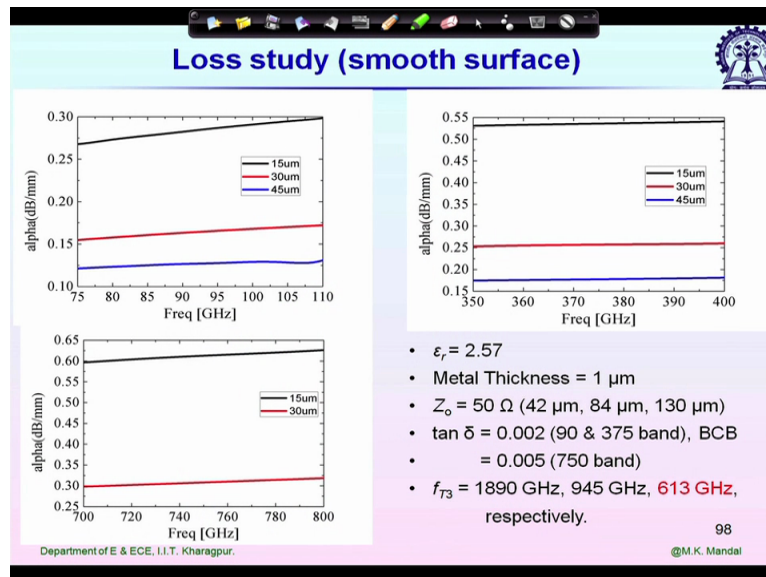 Loss study (smooth surface)
0.30
0.25
0.20
0.15
0.10
alpha(dB/mm)
15um
30um
45um
75 80 85 90 95 100 105 110
Freq [GHz]
0.55
0.50
0.45
0.40
0.35
0.30
0.25
0.20
0.15
alpha(dB/mm)
15um
30um
45um
350 360 370 380 390 400
Freq [GHz]
0.65
0.60
0.55
0.50
0.45
0.40
0.35
0.30
0.25
alpha(dB/mm)
15um
30um
700 720 740 760 780 800
Freq [GHz]
• εr = 2.57
• Metal Thickness = 1 μm
• Zo = 50 Ω (42 μm, 84 μm, 130 μm)
• tan δ = 0.002 (90 & 375 band), BCB
• = 0.005 (750 band)
• fT3 = 1890 GHz, 945 GHz, 613 GHz,
respectively.
98
Department of E & ECE, I.I.T. Kharagpur.
@M.K. Mandal